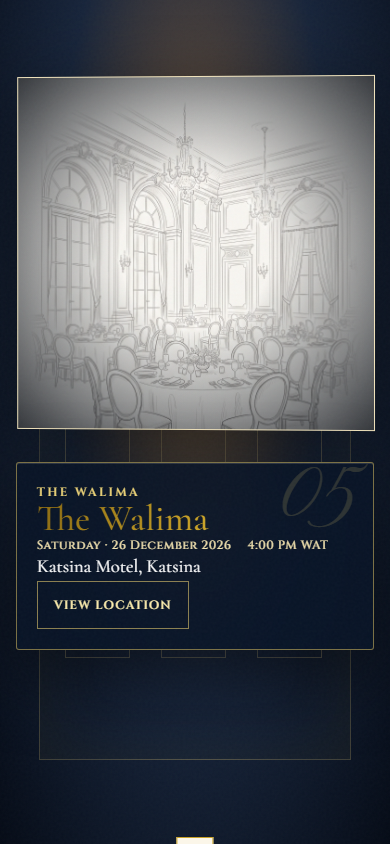 05
THE WALIMA
The Walima
SATURDAY · 26 DECEMBER 2026 4:00 PM WAT
Katsina Motel, Katsina
VIEW LOCATION